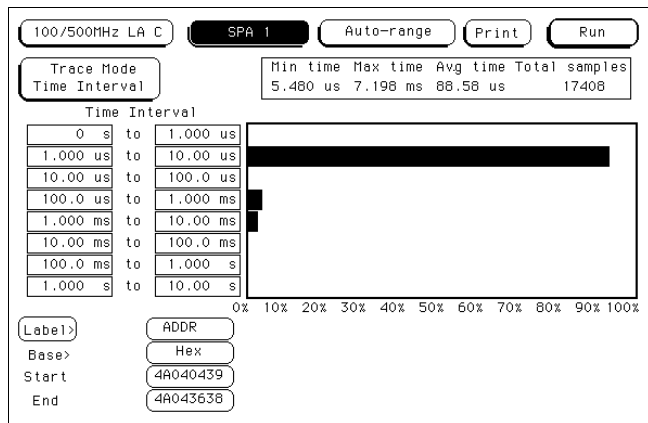 100/500MHz LA C SPA 1 Auto-range Print Run
Trace Mode
Time Interval
Min time Max time Avg time Total samples
5.480 us 7.198 ms 88.58 us 17408
Time Interval
0 s to 1.000 us
1.000 us to 10.00 us
10.00 us to 100.0 us
100.0 us to 1.000 ms
1.000 ms to 10.00 ms
10.00 ms to 100.0 ms
100.0 ms to 1.000 s
1.000 s to 10.00 s
0% 10% 20% 30% 40% 50% 60% 70% 80% 90% 100%
Label> ADDR
Base> Hex
Start 4A040439
End 4A043638